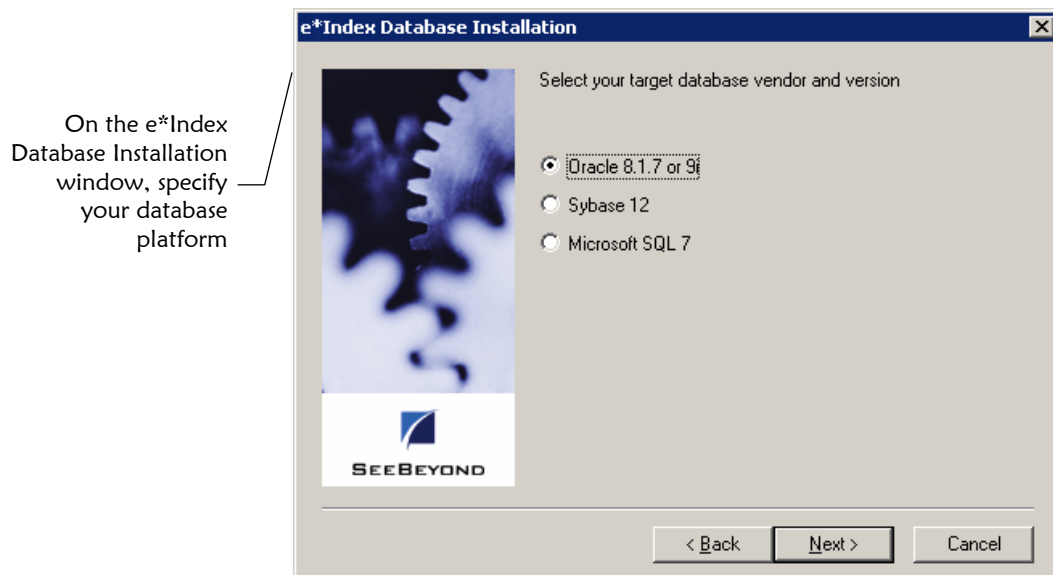 e*Index Database Installation
On the e*Index
Database Installation
window, specify
your database
platform
Select your target database vendor and version
Oracle 8.1.7 or 9i
Sybase 12
Microsoft SQL 7
SEEBEYOND
< Back
Next >
Cancel